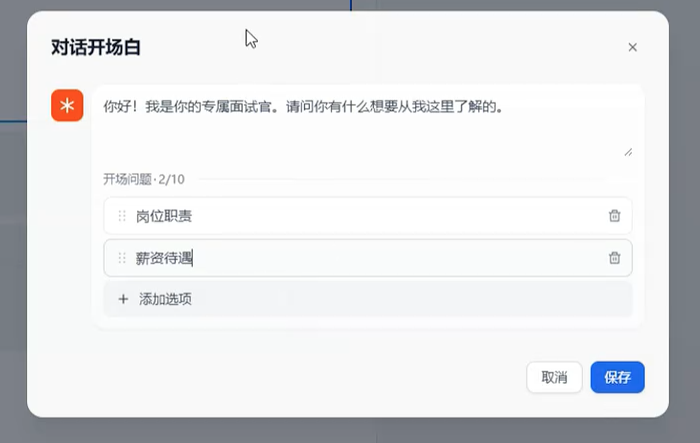 对话开场白
你好！我是你的专属面试官。请问你有什么想要从我这里了解的。
开场问题·2/10
岗位职责
薪资待遇
+ 添加选项
取消 保存